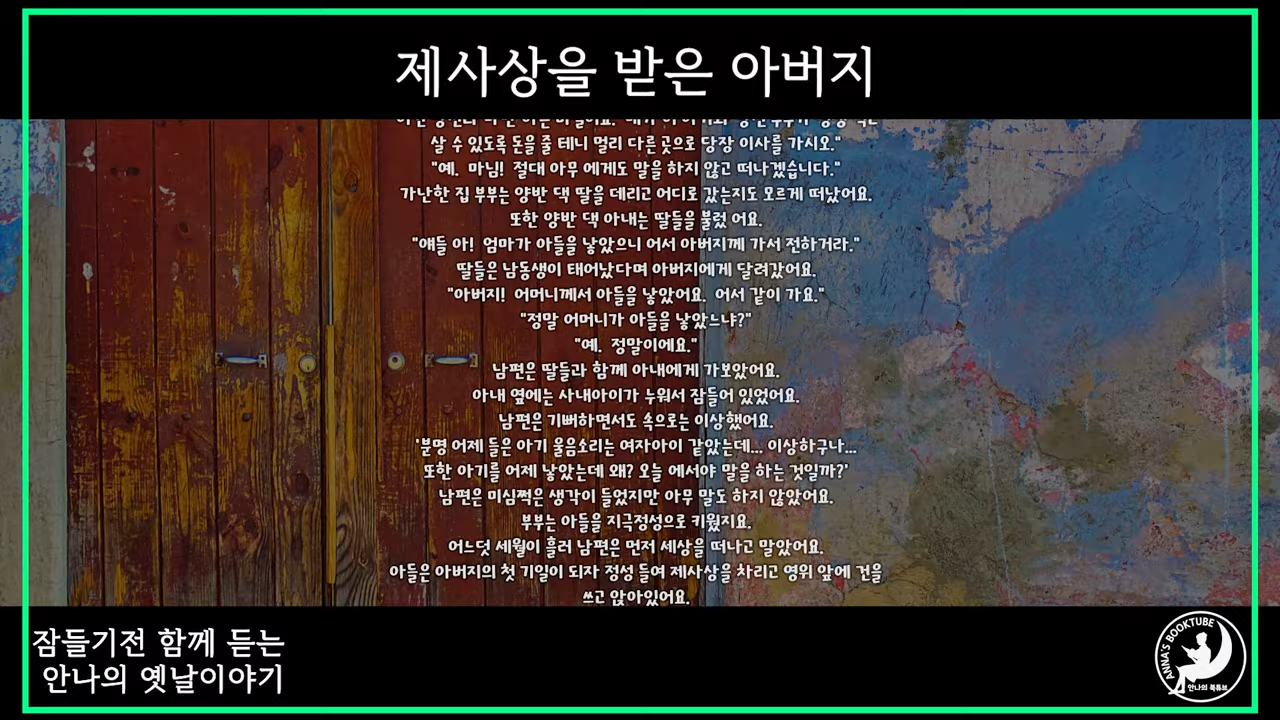 제사상을 받은 아버지
살 수 있도록 돈을 줄 테니 멀리 다른 곳으로 당장 이사를 가시오."
"예. 마님! 절대 아무 에게도 말을 하지 않고 떠나겠습니다."
가난한 집 부부는 양반 댁 딸을 데리고 어디로 갔는지도 모르게 떠났어요.
또한 양반 댁 아내는 딸들을 불렀 어요.
"얘들 아! 엄마가 아들을 낳았으니 어서 아버지께 가서 전하거라."
딸들은 남동생이 태어났다며 아버지에게 달려갔어요.
"아버지! 어머니께서 아들을 낳았어요. 어서 같이 가요."
"정말 어머니가 아들을 낳았느냐?"
"예. 정말이에요."
남편은 딸들과 함께 아내에게 가보았어요.
아내 옆에는 사내아이가 누워서 잠들어 있었어요.
남편은 기뻐하면서도 속으로는 이상했어요.
'분명 어제 들은 아기 울음소리는 여자아이 같았는데... 이상하구나...
또한 아기를 어제 낳았는데 왜? 오늘 에서야 말을 하는 것일까?'
남편은 미심쩍은 생각이 들었지만 아무 말도 하지 않았어요.
부부는 아들을 지극정성으로 키웠지요.
어느덧 세월이 흘러 남편은 먼저 세상을 떠나고 말았어요.
아들은 아버지의 첫 기일이 되자 정성 들여 제사상을 차리고 영위 앞에 건을
쓰고 앉아있어요.
잠들기전 함께 듣는
안나의 옛날이야기
ANNA'S BOOKTUBE
안나의 북튜브